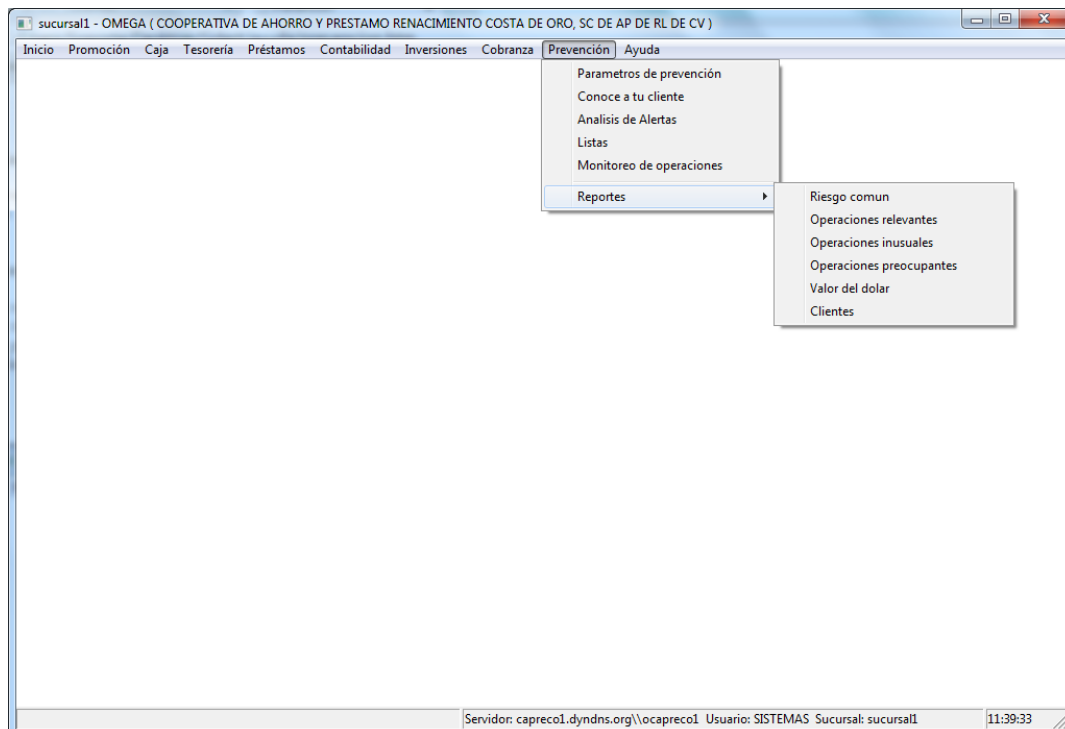 sucursal1 - OMEGA ( COOPERATIVA DE AHORRO Y PRESTAMO RENACIMIENTO COSTA DE ORO, SC DE AP DE RL DE CV )
Inicio Promoción Caja Tesorería Préstamos Contabilidad Inversiones Cobranza Prevención Ayuda
Parametros de prevención
Conoce a tu cliente
Analisis de Alertas
Listas
Monitoreo de operaciones
Reportes
Riesgo comun
Operaciones relevantes
Operaciones inusuales
Operaciones preocupantes
Valor del dolar
Clientes
Servidor: capreco1.dyndns.org\\ocapreco1 Usuario: SISTEMAS Sucursal: sucursal1 11:39:33